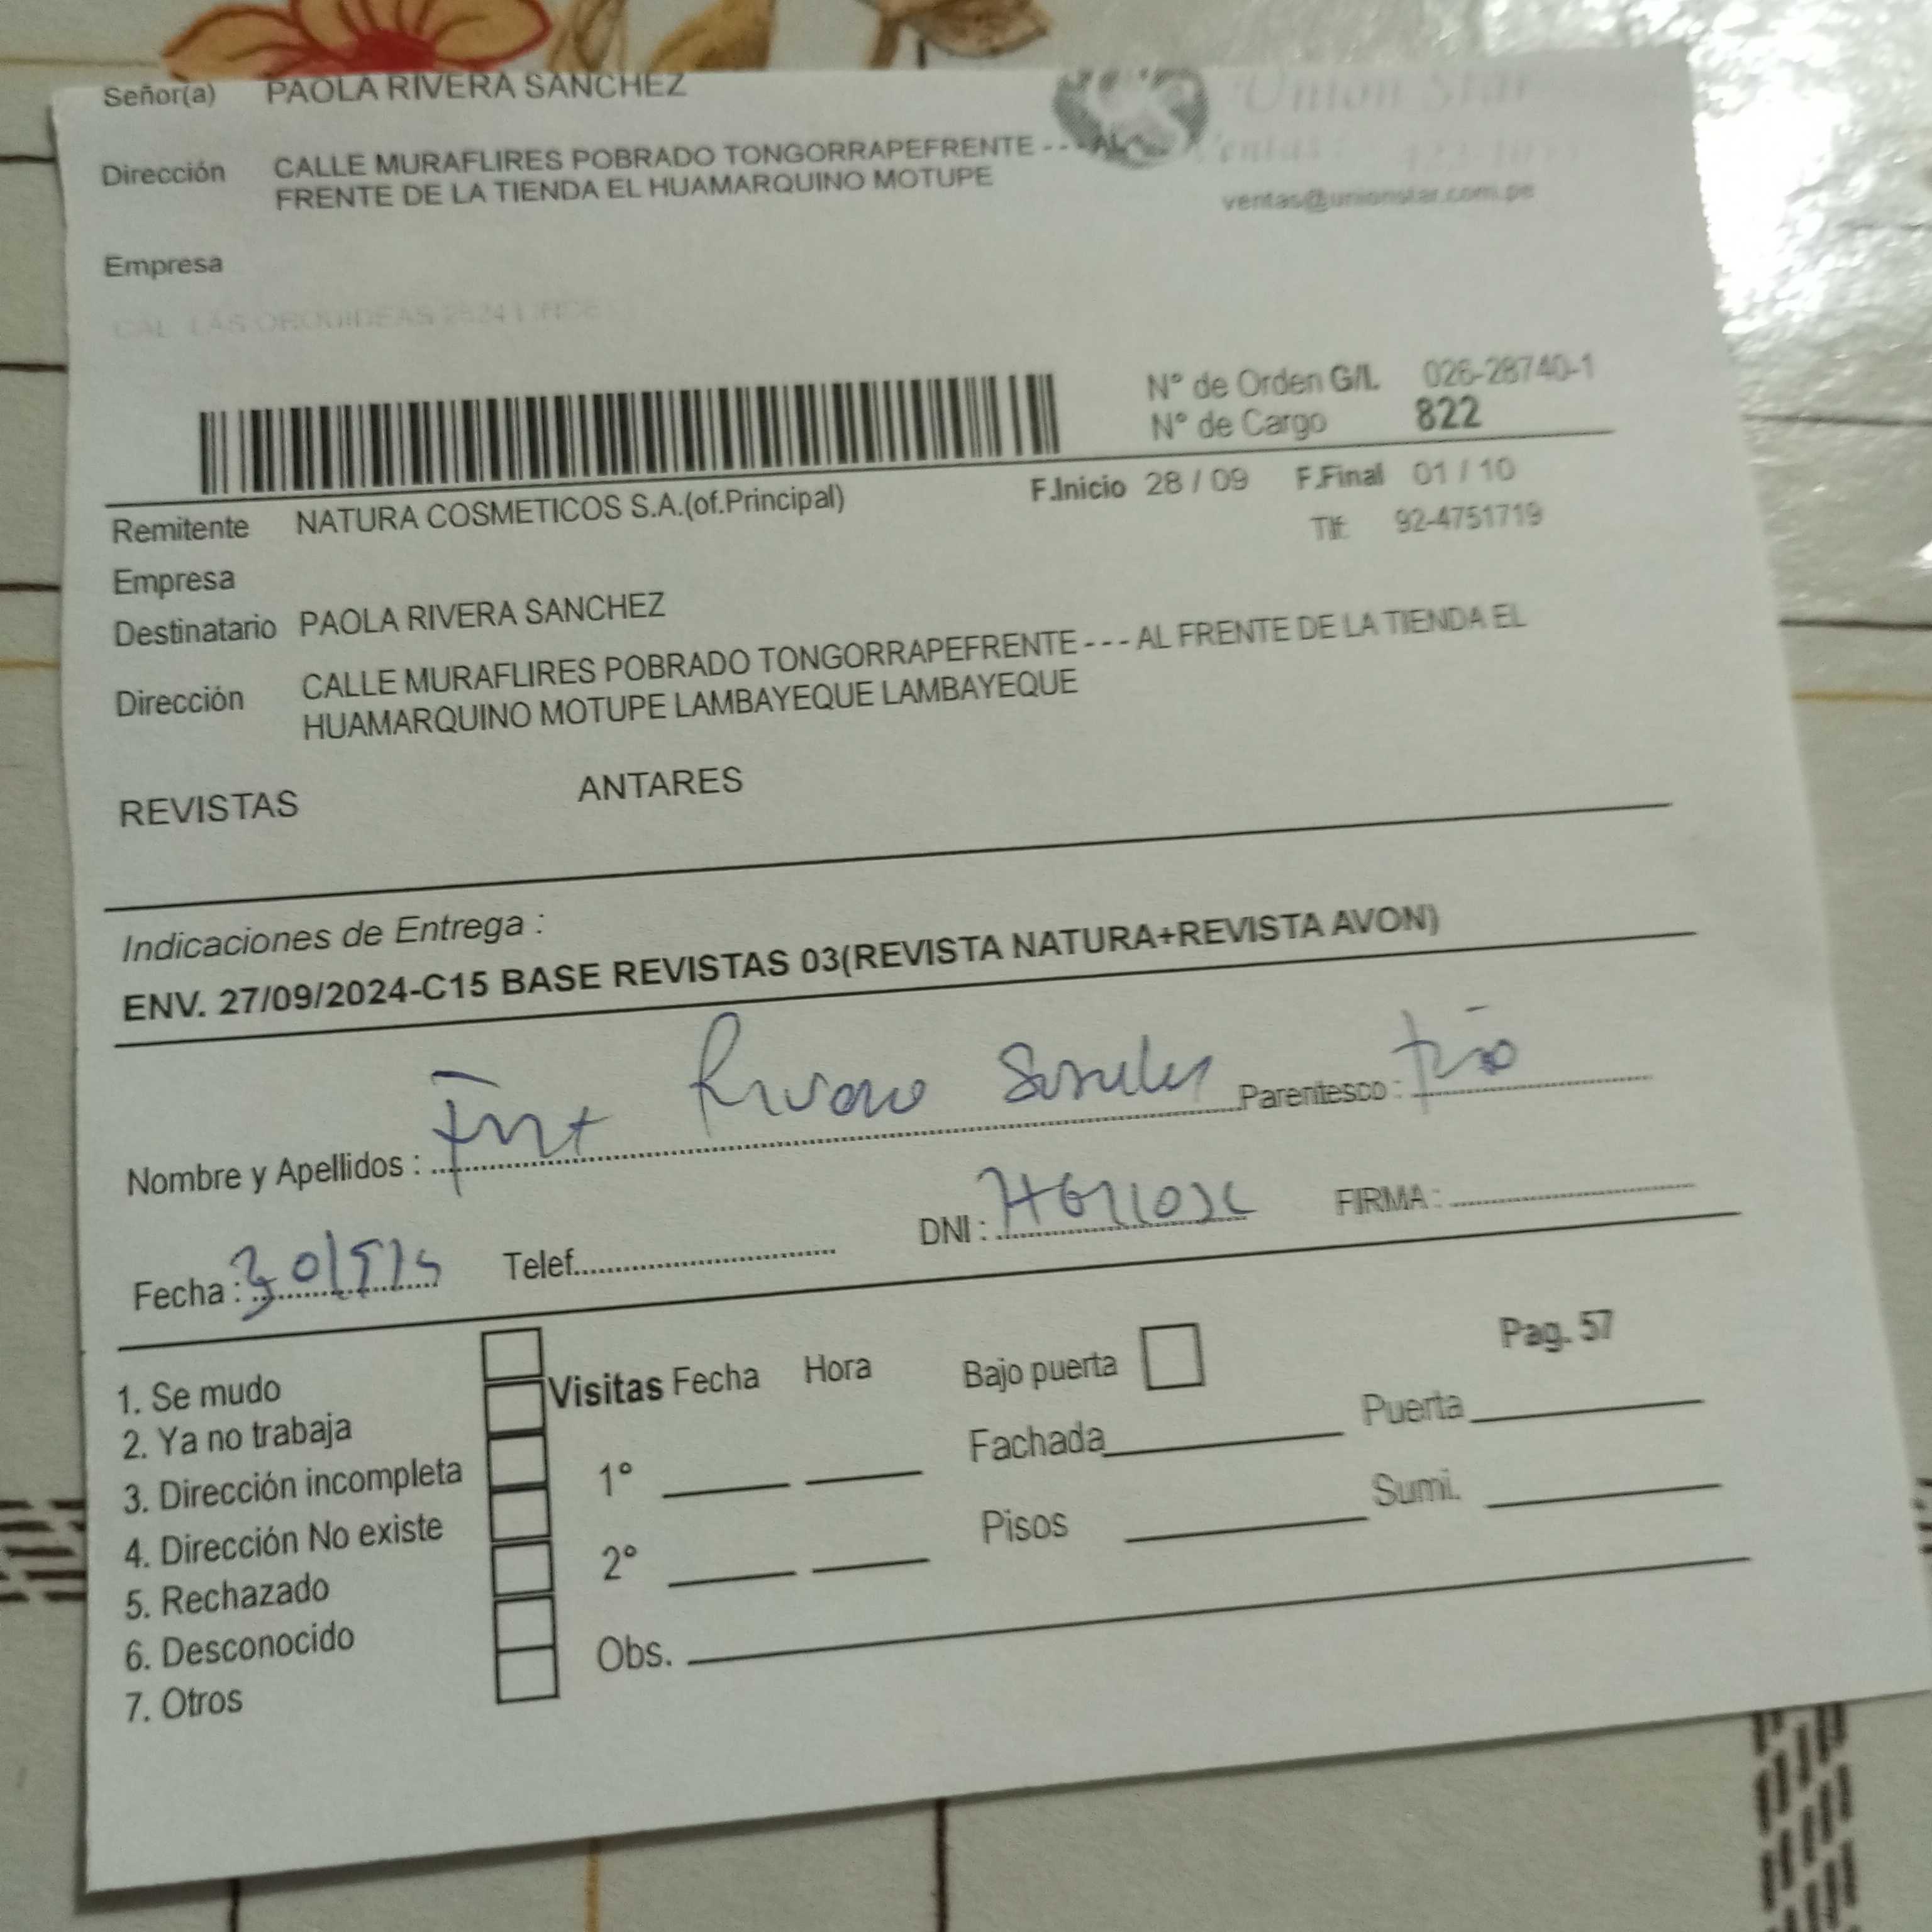 Señor(a) PAOLA RIVERA SANCHEZ
Union Star
Dirección CALLE MURAFLIRES POBRADO TONGORRAPEFRENTE - - - AL
FRENTE DE LA TIENDA EL HUAMARQUINO MOTUPE
ventas@unionstar.com.pe
Empresa
CAL. LAS ORQUIDEAS
N° de Orden G/L 026-28740-1
N° de Cargo 822
Remitente NATURA COSMETICOS S.A.(of.Principal) F.Inicio 28 / 09 F.Final 01 / 10
Tlf: 92-4751719
Empresa
Destinatario PAOLA RIVERA SANCHEZ
Dirección CALLE MURAFLIRES POBRADO TONGORRAPEFRENTE - - - AL FRENTE DE LA TIENDA EL
HUAMARQUINO MOTUPE LAMBAYEQUE LAMBAYEQUE
REVISTAS ANTARES
Indicaciones de Entrega :
ENV. 27/09/2024-C15 BASE REVISTAS 03(REVISTA NATURA+REVISTA AVON)
Nombre y Apellidos : Parentesco :
Fecha : Telef. DNI : FIRMA :
Pag. 57
1. Se mudo Visitas Fecha Hora Bajo puerta
2. Ya no trabaja Fachada Puerta
3. Dirección incompleta 1°
4. Dirección No existe Pisos Sumi.
5. Rechazado 2°
6. Desconocido Obs.
7. Otros